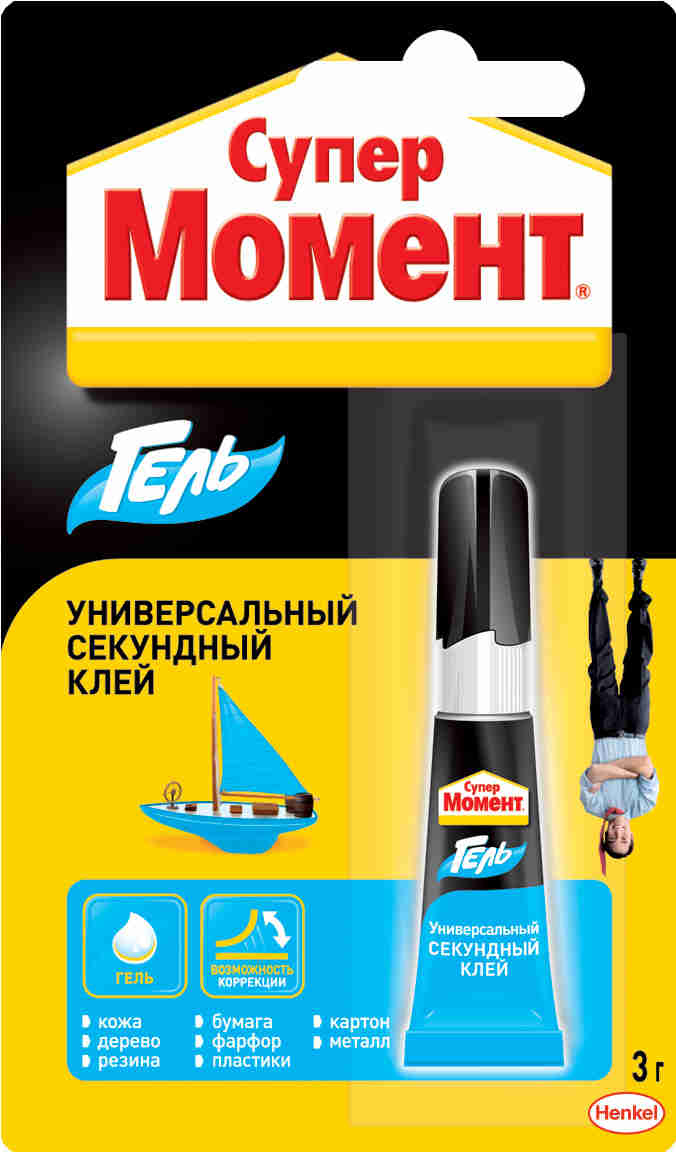 Супер
Момент®
Гель
УНИВЕРСАЛЬНЫЙ
СЕКУНДНЫЙ
КЛЕЙ
Супер
Момент
Гель
Универсальный
СЕКУНДНЫЙ
КЛЕЙ
ГЕЛЬ
ВОЗМОЖНОСТЬ
КОРРЕКЦИИ
кожа
дерево
резина
бумага
фарфор
пластики
картон
металл
3 г
Henkel